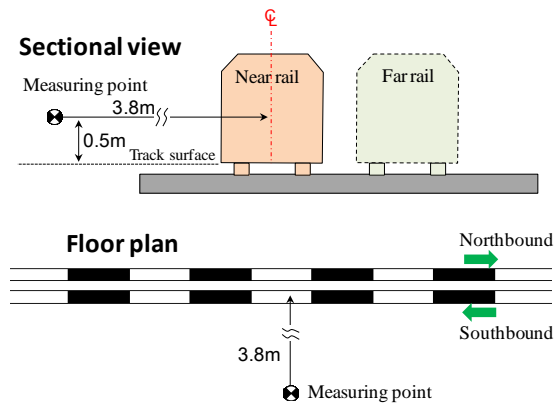 ℄
Sectional view
Near rail
Far rail
Measuring point
3.8m
0.5m
Track surface
Floor plan
Northbound
Southbound
3.8m
Measuring point